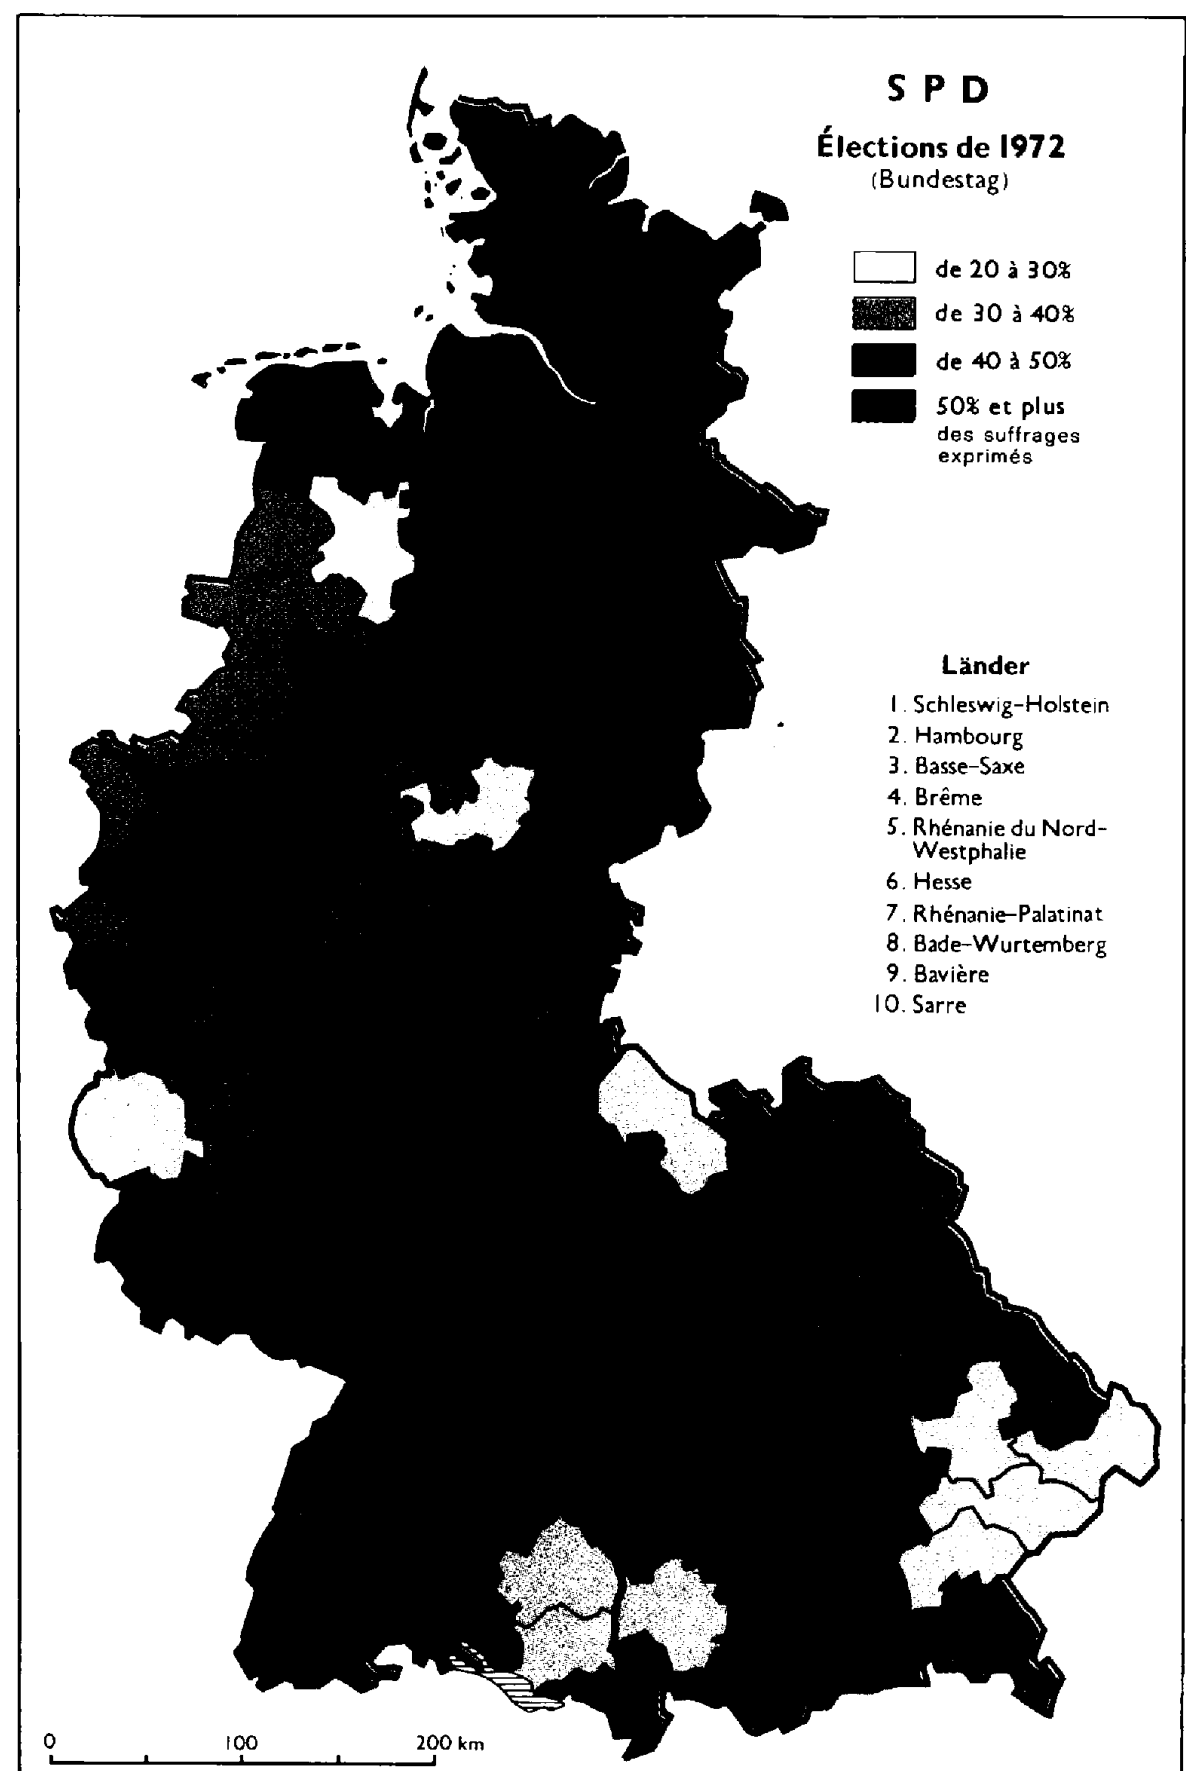 S P D
Élections de 1972
(Bundestag)
de 20 à 30%
de 30 à 40%
de 40 à 50%
50% et plus
des suffrages
exprimés
Länder
1. Schleswig-Holstein
2. Hambourg
3. Basse-Saxe
4. Brême
5. Rhénanie du Nord-
Westphalie
6. Hesse
7. Rhénanie-Palatinat
8. Bade-Wurtemberg
9. Bavière
10. Sarre
0 100 200 km